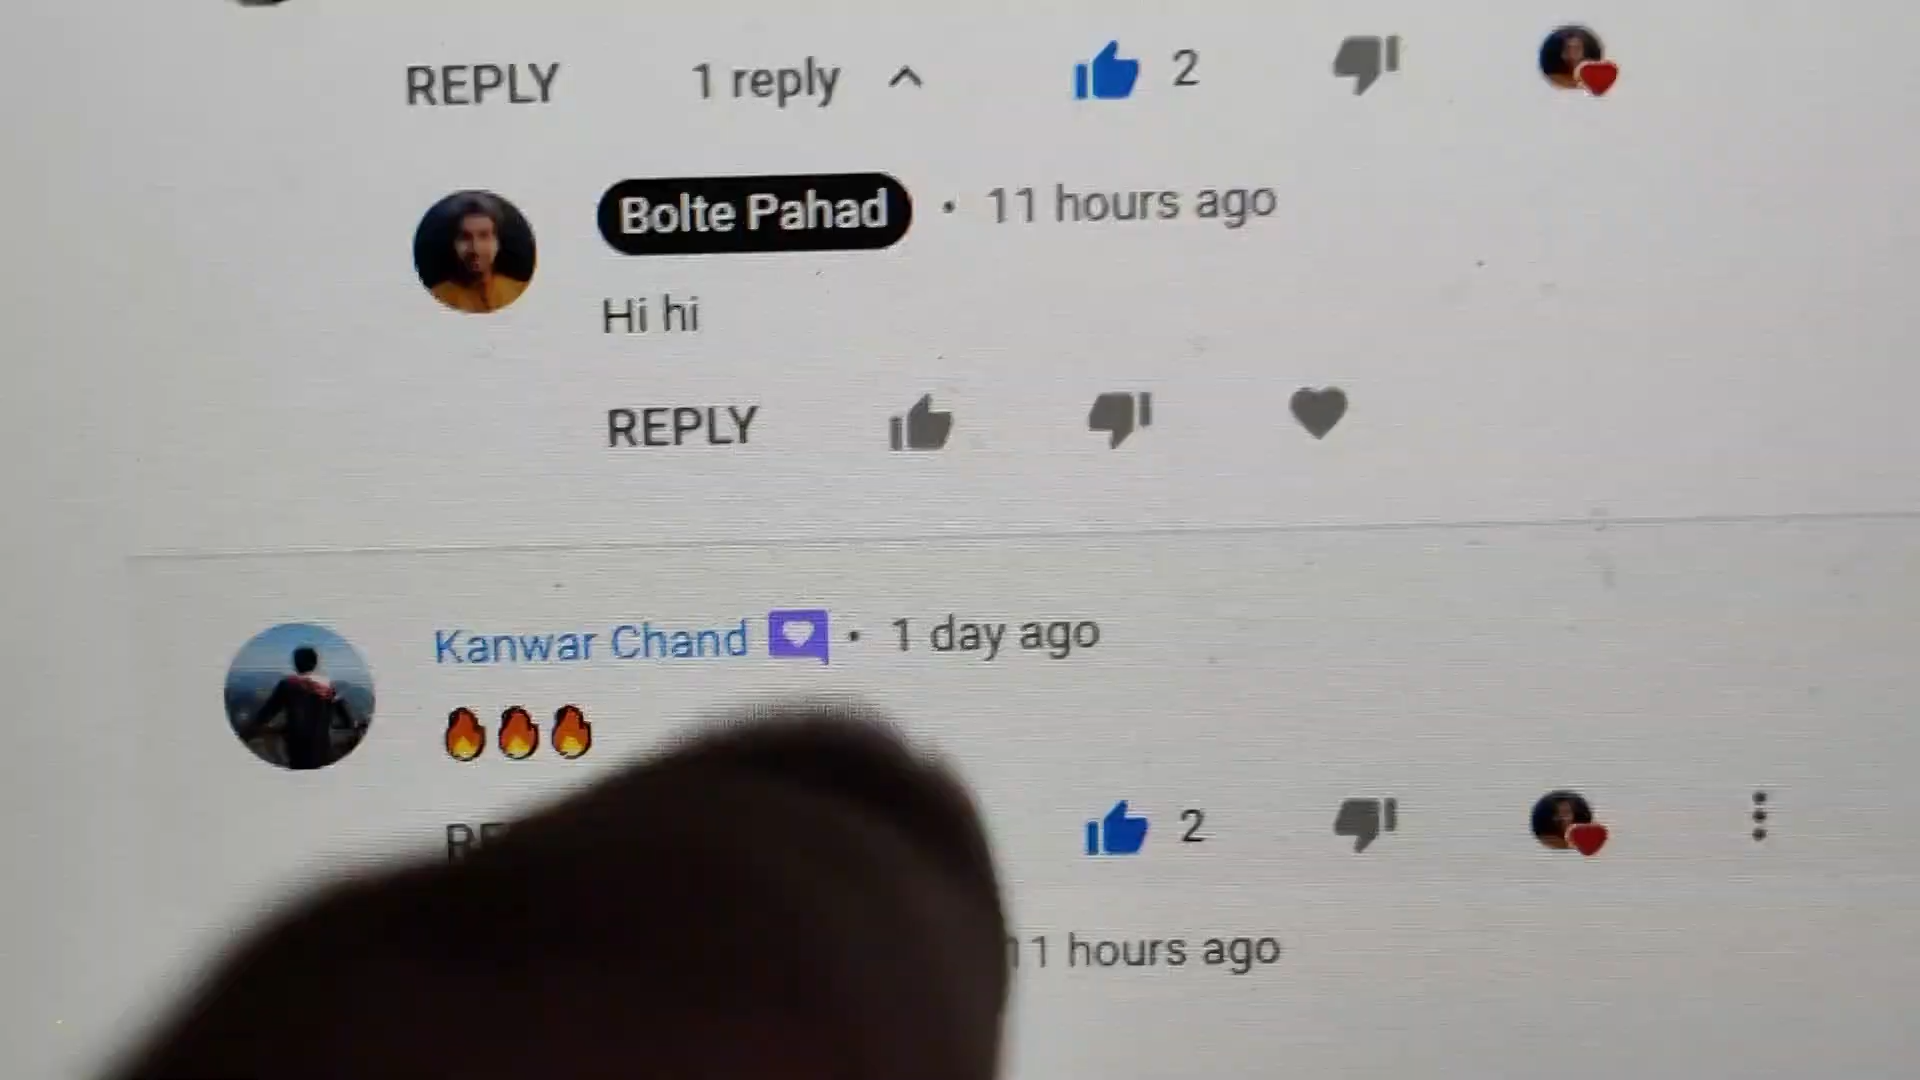 REPLY 1 reply 2
Bolte Pahad · 11 hours ago
Hi hi
REPLY
Kanwar Chand · 1 day ago
🔥🔥🔥
2
11 hours ago